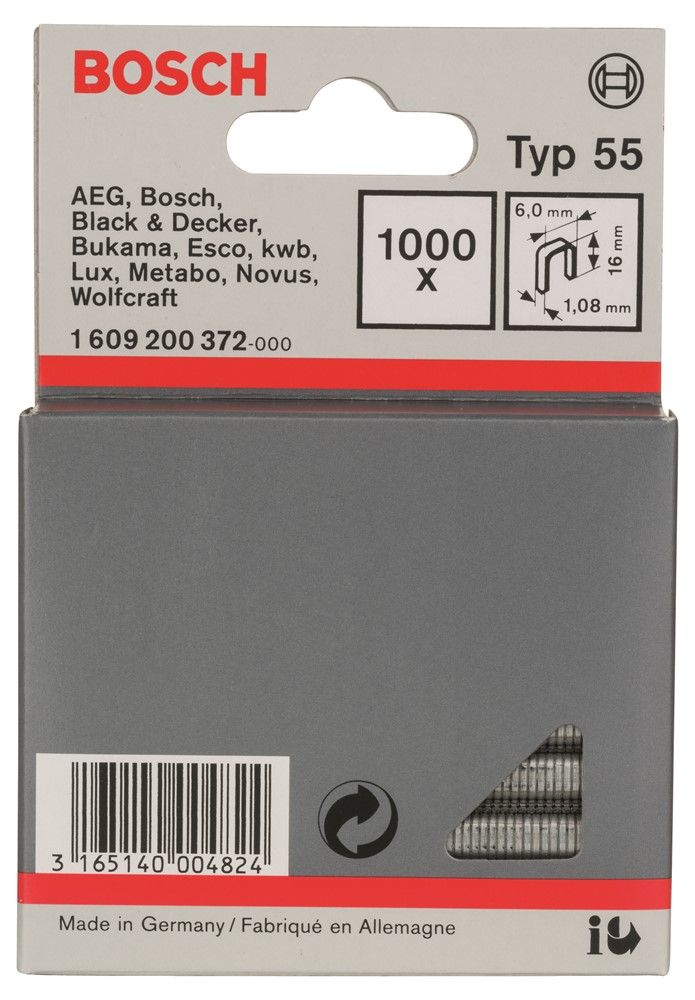 BOSCH
Typ 55
AEG, Bosch,
Black & Decker,
Bukama, Esco, kwb,
Lux, Metabo, Novus,
Wolfcraft
1 609 200 372-000
1000
x
6,0 mm
16 mm
1,08 mm
3 165140 004824
Made in Germany / Fabriqué en Allemagne